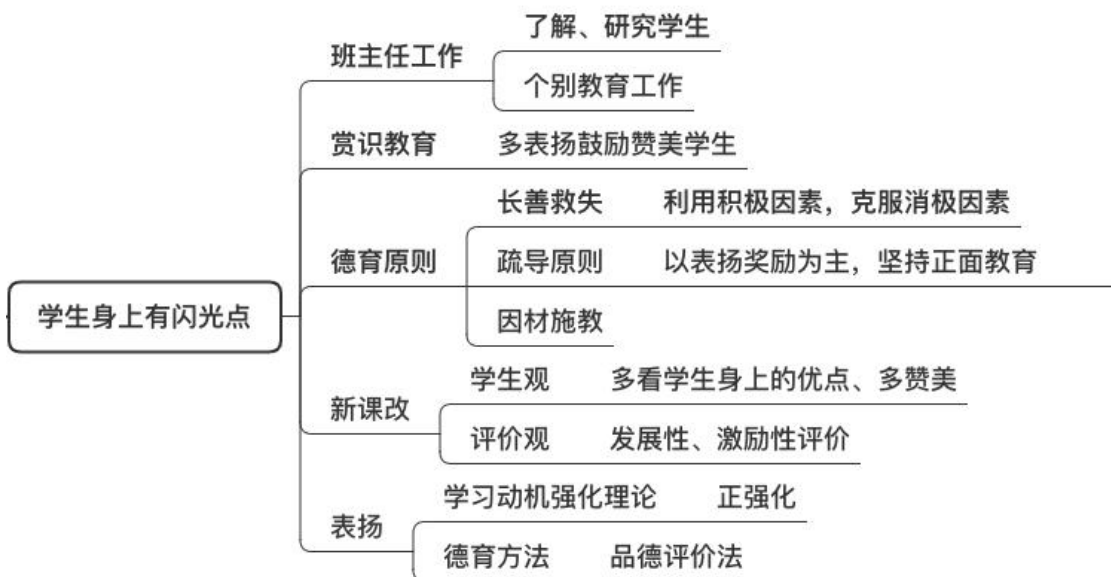 学生身上有闪光点
班主任工作
了解、研究学生
个别教育工作
赏识教育
多表扬鼓励赞美学生
德育原则
长善救失
利用积极因素，克服消极因素
疏导原则
以表扬奖励为主，坚持正面教育
因材施教
新课改
学生观
多看学生身上的优点、多赞美
评价观
发展性、激励性评价
表扬
学习动机强化理论
正强化
德育方法
品德评价法